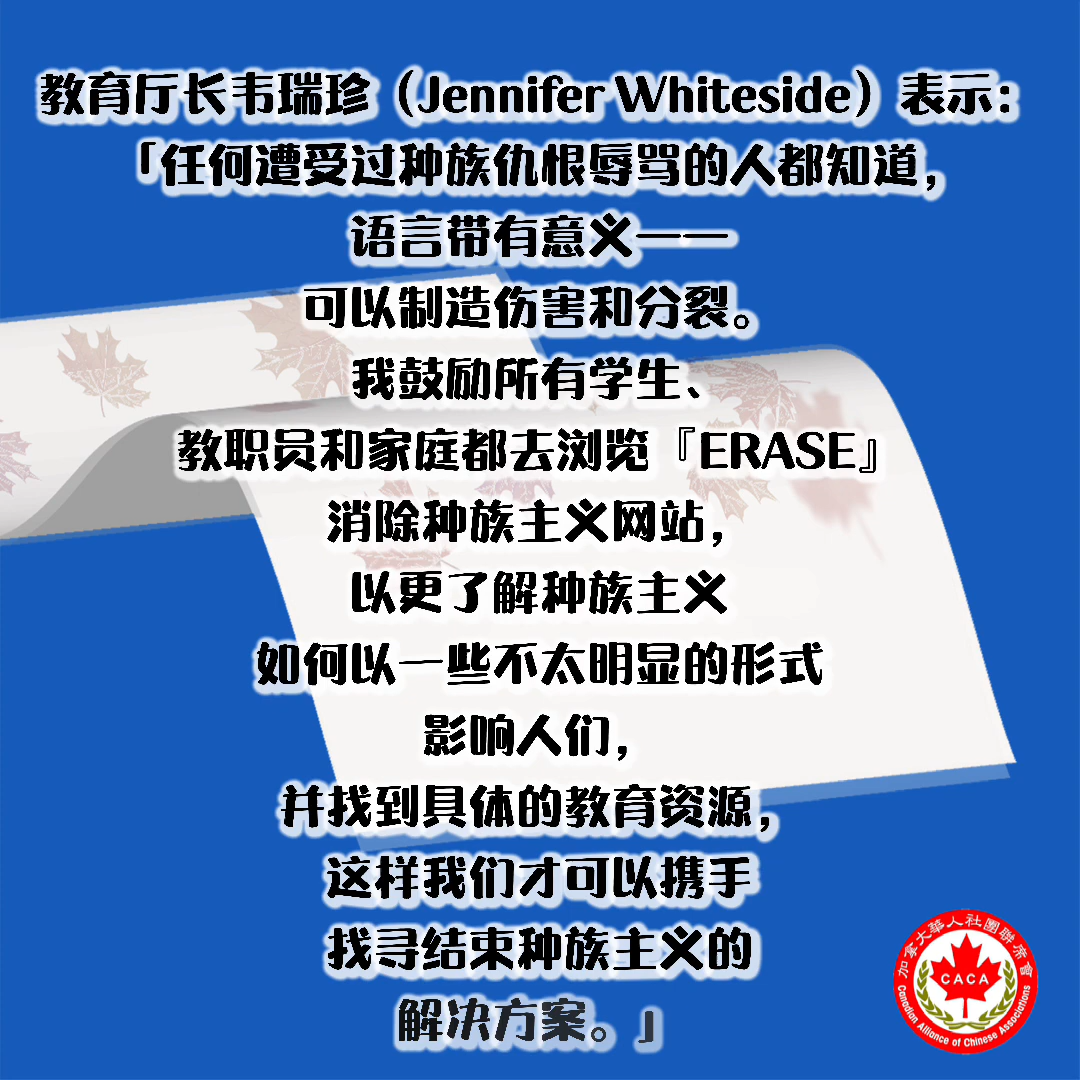 教育厅长韦瑞珍（Jennifer Whiteside）表示：
「任何遭受过种族仇恨辱骂的人都知道，
语言带有意义——
可以制造伤害和分裂。
我鼓励所有学生、
教职员和家庭都去浏览『ERASE』
消除种族主义网站，
以更了解种族主义
如何以一些不太明显的形式
影响人们，
并找到具体的教育资源，
这样我们才可以携手
找寻结束种族主义的
解决方案。」
加拿大華人社團聯席會
CACA
Canadian Alliance of Chinese Associations